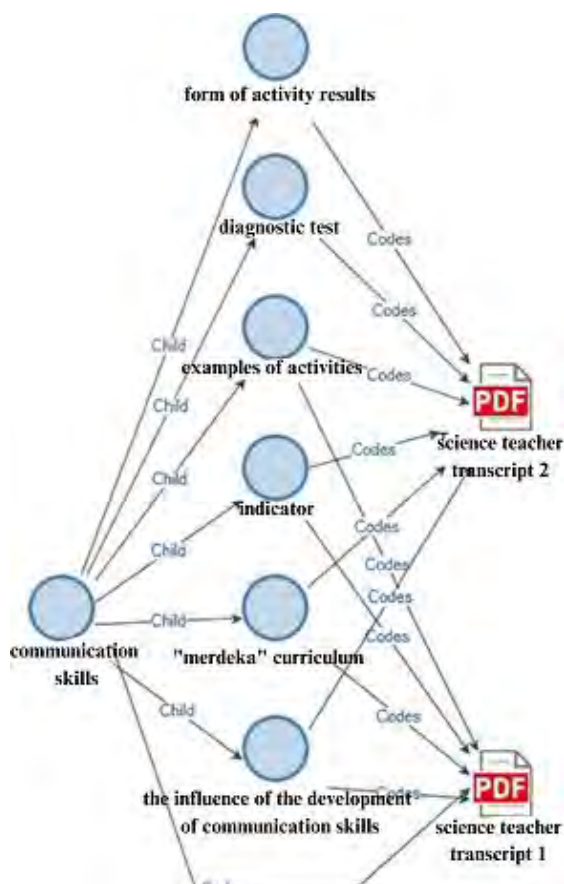 form of activity results
Codes
diagnostic test
Child
Codes
Child
examples of activities
Codes
PDF
science teacher
transcript 2
Child
Codes
indicator
Codes
Child
Codes
Codes
Codes
Child
communication
skills
"merdeka" curriculum
Child
Codes
PDF
the influence of the development
of communication skills
Codes
science teacher
transcript 1